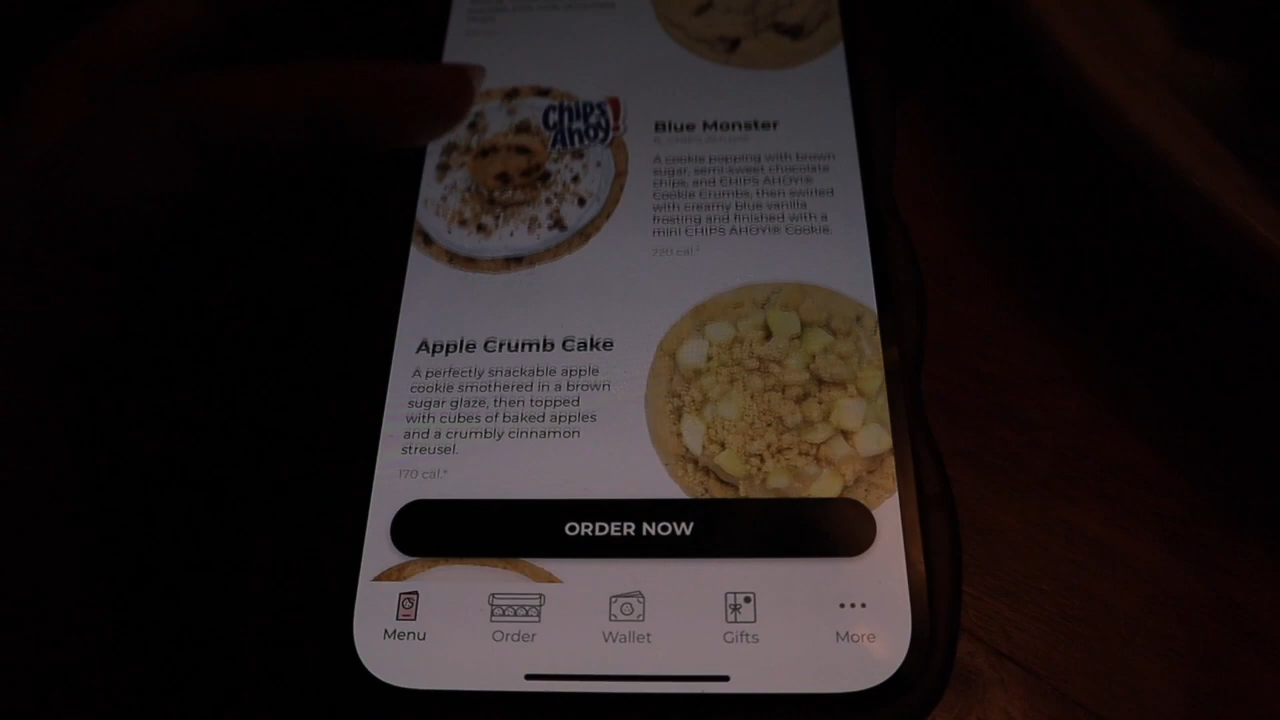 CHIPS
AHOY!
Blue Monster
A cookie popping with brown
sugar, semi-sweet chocolate
chips, and CHIPS AHOY!®
Cookie Crumbs, then swirled
with creamy blue vanilla
frosting and finished with a
mini CHIPS AHOY!® Cookie.
220 cal.*
Apple Crumb Cake
A perfectly snackable apple
cookie smothered in a brown
sugar glaze, then topped
with cubes of baked apples
and a crumbly cinnamon
streusel.
170 cal.*
ORDER NOW
Menu
Order
Wallet
Gifts
More